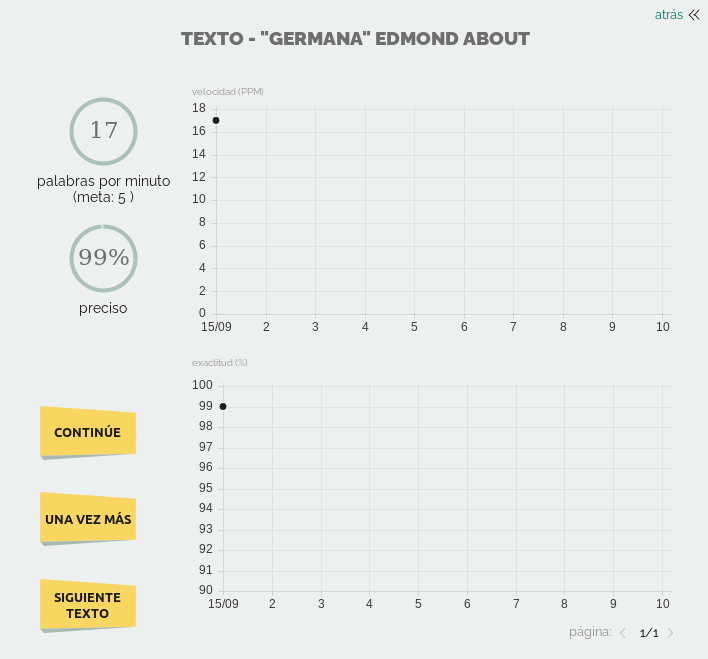 atrás
TEXTO - "GERMANA" EDMOND ABOUT
17
palabras por minuto
(meta: 5 )
99%
preciso
CONTINÚE
UNA VEZ MÁS
SIGUIENTE
TEXTO
velocidad (PPM)
18
16
14
12
10
8
6
4
2
0
15/09 2 3 4 5 6 7 8 9 10
exactitud (%)
100
99
98
97
96
95
94
93
92
91
90
15/09 2 3 4 5 6 7 8 9 10
página: 1/1